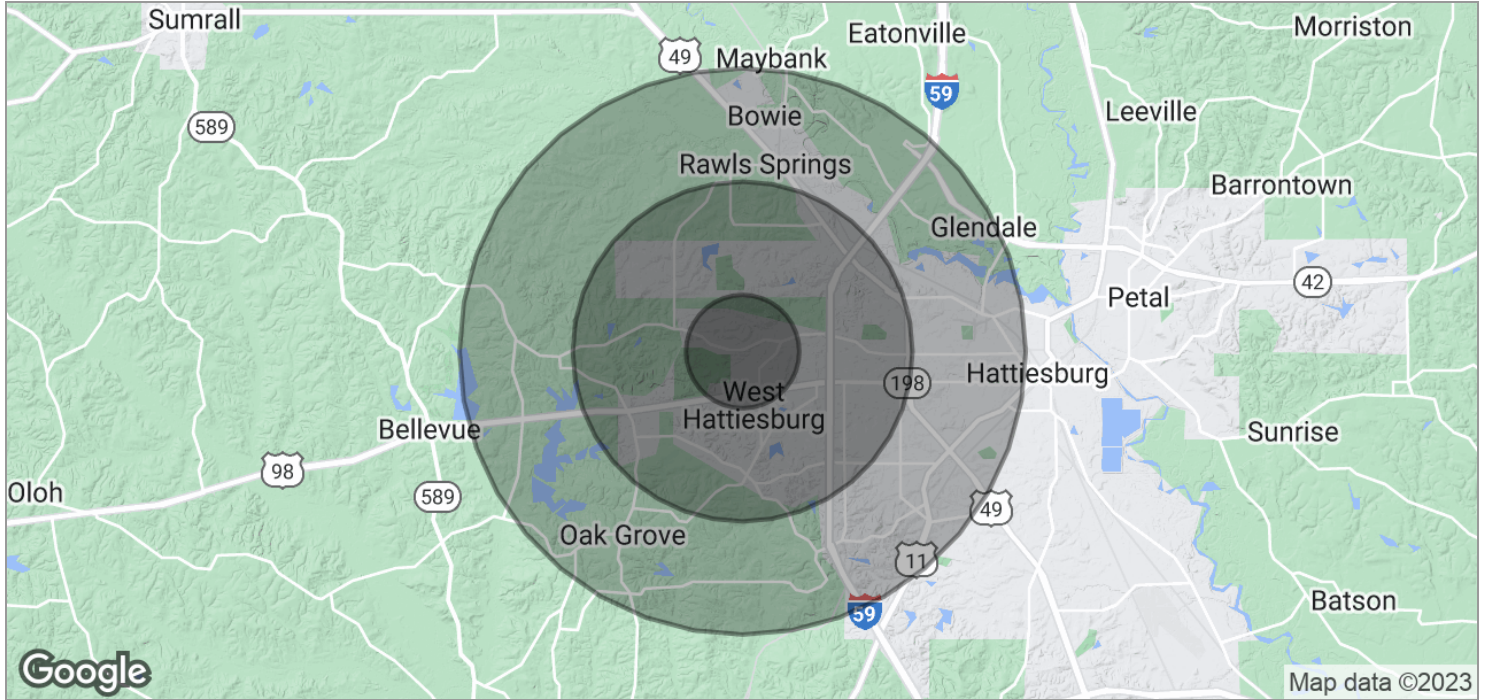 Sumrall
Morriston
Eatonville
49
Maybank
59
Leeville
Bowie
589
Rawls Springs
Barrontown
Glendale
42
Petal
Hattiesburg
198
West
Hattiesburg
Bellevue
Sunrise
98
Oloh
589
49
Oak Grove
11
Batson
59
Google
Map data ©2023